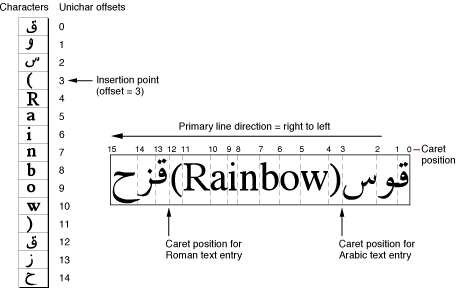 Characters Unichar offsets
ق 0
و 1
س 2
( 3
R 4
a 5
i 6
n 7
b 8
o 9
w 10
) 11
ق 12
ز 13
ح 14
Insertion point
(offset = 3)
Primary line direction = right to left
15 14 13 12 11 10 9 8 7 6 5 4 3 2 1 0
Caret
position
قوس(Rainbow)قزح
Caret position for
Roman text entry
Caret position for
Arabic text entry